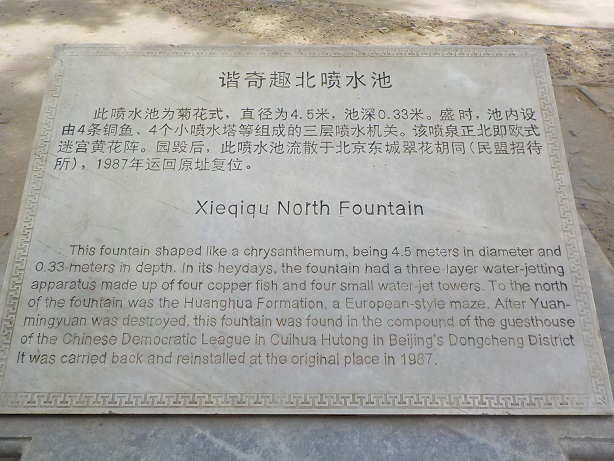 谐奇趣北喷水池
此喷水池为菊花式，直径为4.5米，池深0.33米。盛时，池内设
由4条铜鱼、4个小喷水塔等组成的三层喷水机关。该喷泉正北即欧式
迷宫黄花阵。园毁后，此喷水池流散于北京东城翠花胡同（民盟招待
所），1987年运回原址复位。
Xieqiqu North Fountain
This fountain shaped like a chrysanthemum, being 4.5 meters in diameter and
0.33 meters in depth. In its heydays, the fountain had a three-layer water-jetting
apparatus made up of four copper fish and four small water-jet towers. To the north
of the fountain was the Huanghua Formation, a European-style maze. After Yuan-
mingyuan was destroyed, this fountain was found in the compound of the guesthouse
of the Chinese Democratic League in Cuihua Hutong in Beijing's Dongcheng District
It was carried back and reinstalled at the original place in 1987.